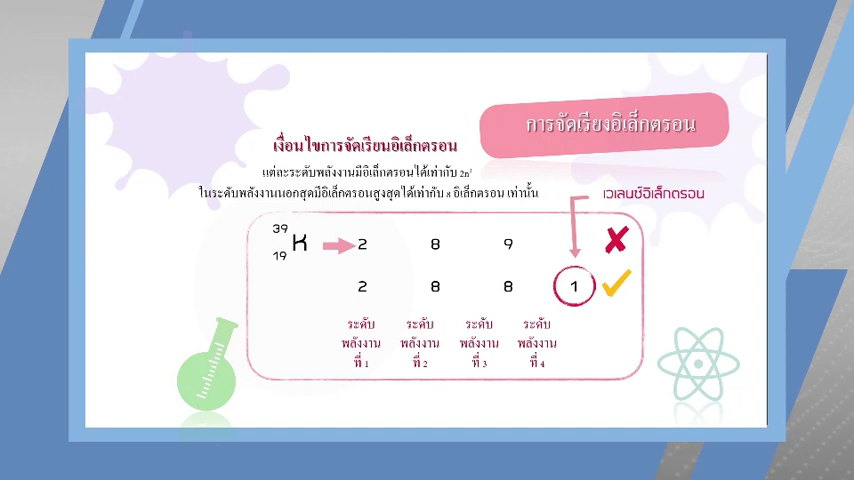 การจัดเรียงอิเล็กตรอน
เงื่อนไขการจัดเรียนอิเล็กตรอน
แต่ละระดับพลังงานมีอิเล็กตรอนได้เท่ากับ 2n²
ในระดับพลังงานนอกสุดมีอิเล็กตรอนสูงสุดได้เท่ากับ 8 อิเล็กตรอน เท่านั้น
เวเลนซ์อิเล็กตรอน
39
K
19
2 8 9
2 8 8 1
ระดับ ระดับ ระดับ ระดับ
พลังงาน พลังงาน พลังงาน พลังงาน
ที่ 1 ที่ 2 ที่ 3 ที่ 4